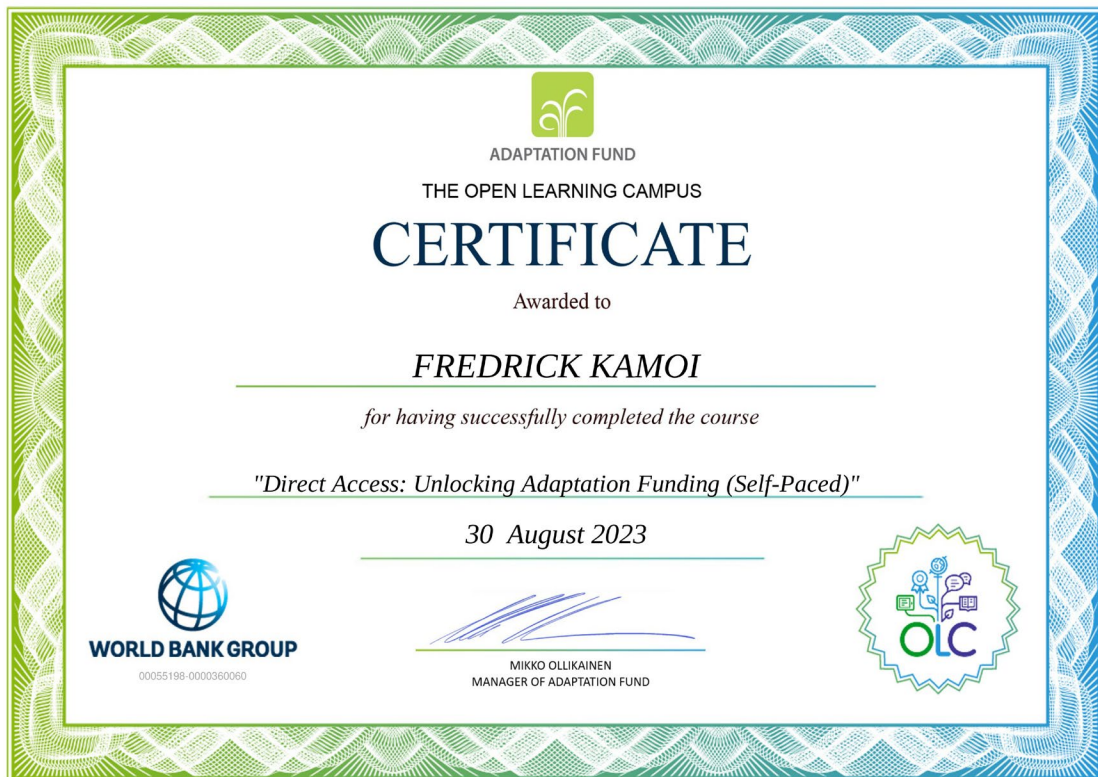 ADAPTATION FUND
THE OPEN LEARNING CAMPUS
CERTIFICATE
Awarded to
FREDRICK KAMOI
for having successfully completed the course
"Direct Access: Unlocking Adaptation Funding (Self-Paced)"
30 August 2023
WORLD BANK GROUP
00055198-0000360060
MIKKO OLLIKAINEN
MANAGER OF ADAPTATION FUND
OLC